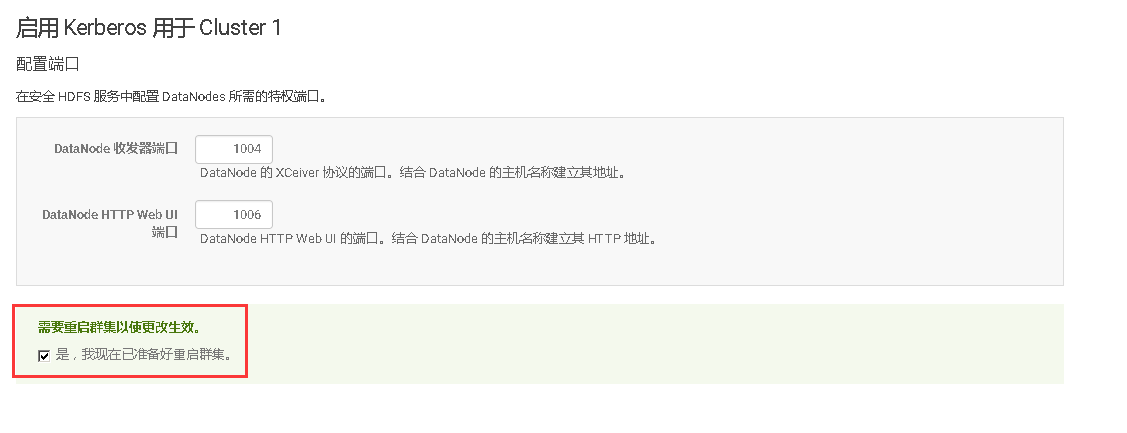 启用 Kerberos 用于 Cluster 1
配置端口
在安全 HDFS 服务中配置 DataNodes 所需的特权端口。
DataNode 收发器端口
1004
DataNode 的 XCeiver 协议的端口。结合 DataNode 的主机名称建立其地址。
DataNode HTTP Web UI
端口
1006
DataNode HTTP Web UI 的端口。结合 DataNode 的主机名称建立其 HTTP 地址。
需要重启群集以使更改生效。
是，我现在已准备好重启群集。